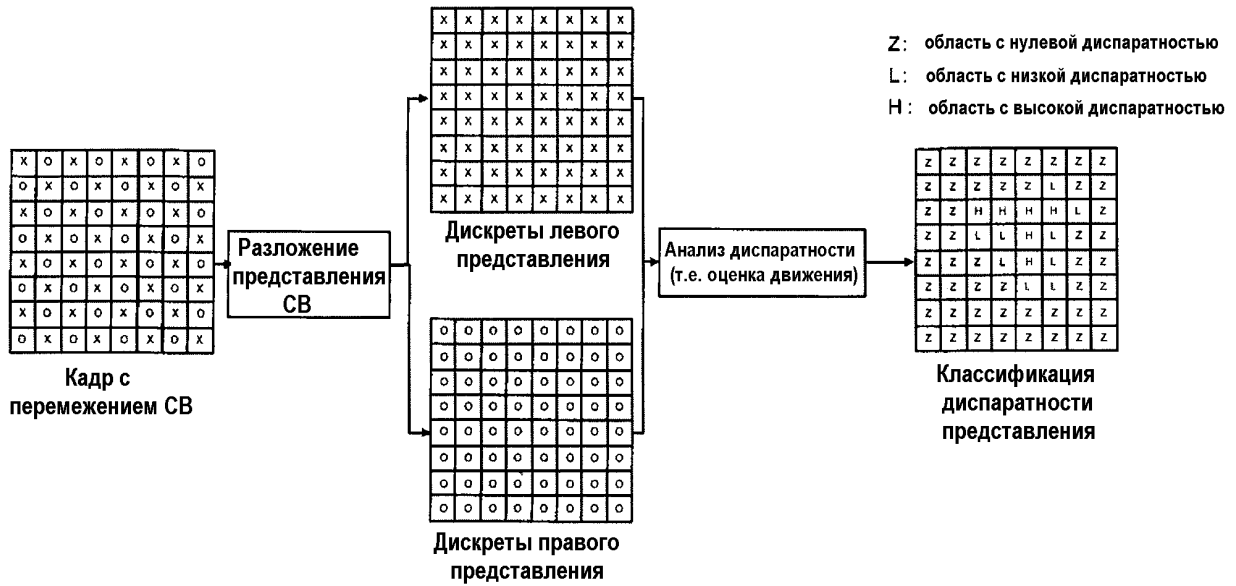 X O X O X O X O
O X O X O X O X
X O X O X O X O
O X O X O X O X
X O X O X O X O
O X O X O X O X
X O X O X O X O
O X O X O X O X
Кадр с
перемежением СВ
Разложение
представления
СВ
X X X X X X X X
X X X X X X X X
X X X X X X X X
X X X X X X X X
X X X X X X X X
X X X X X X X X
X X X X X X X X
X X X X X X X X
Дискреты левого
представления
O O O O O O O O
O O O O O O O O
O O O O O O O O
O O O O O O O O
O O O O O O O O
O O O O O O O O
O O O O O O O O
O O O O O O O O
Дискреты правого
представления
Анализ диспаратности
(т.е. оценка движения)
Z: область с нулевой диспаратностью
L: область с низкой диспаратностью
H: область с высокой диспаратностью
Z Z Z Z Z Z Z Z
Z Z Z Z Z L Z Z
Z Z H H H H L Z
Z Z L L H L Z Z
Z Z Z L H L Z Z
Z Z Z Z L L Z Z
Z Z Z Z Z Z Z Z
Z Z Z Z Z Z Z Z
Классификация
диспаратности
представления